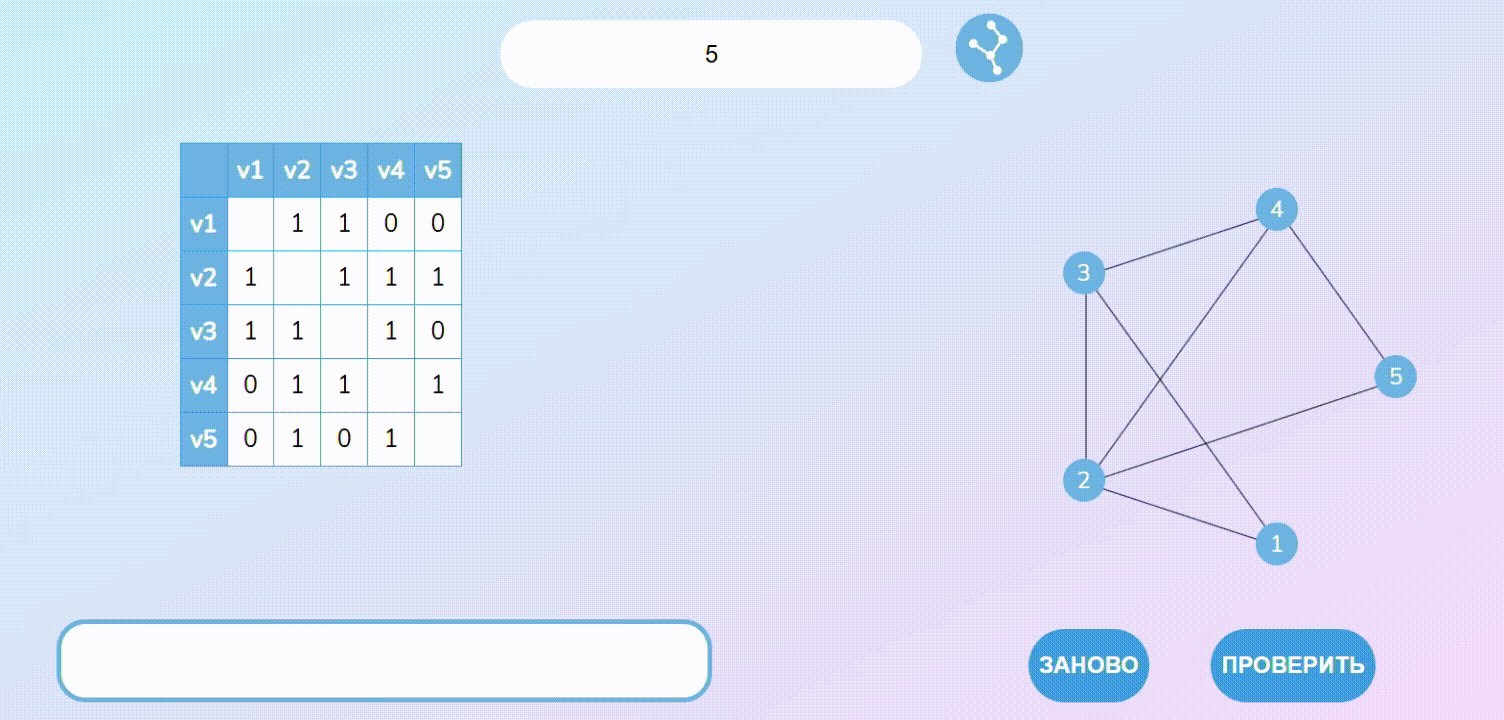 5
v1 v2 v3 v4 v5
v1 1 1 0 0
v2 1 1 1 1
v3 1 1 1 0
v4 0 1 1 1
v5 0 1 0 1
4
3
5
2
1
ЗАНОВО ПРОВЕРИТЬ